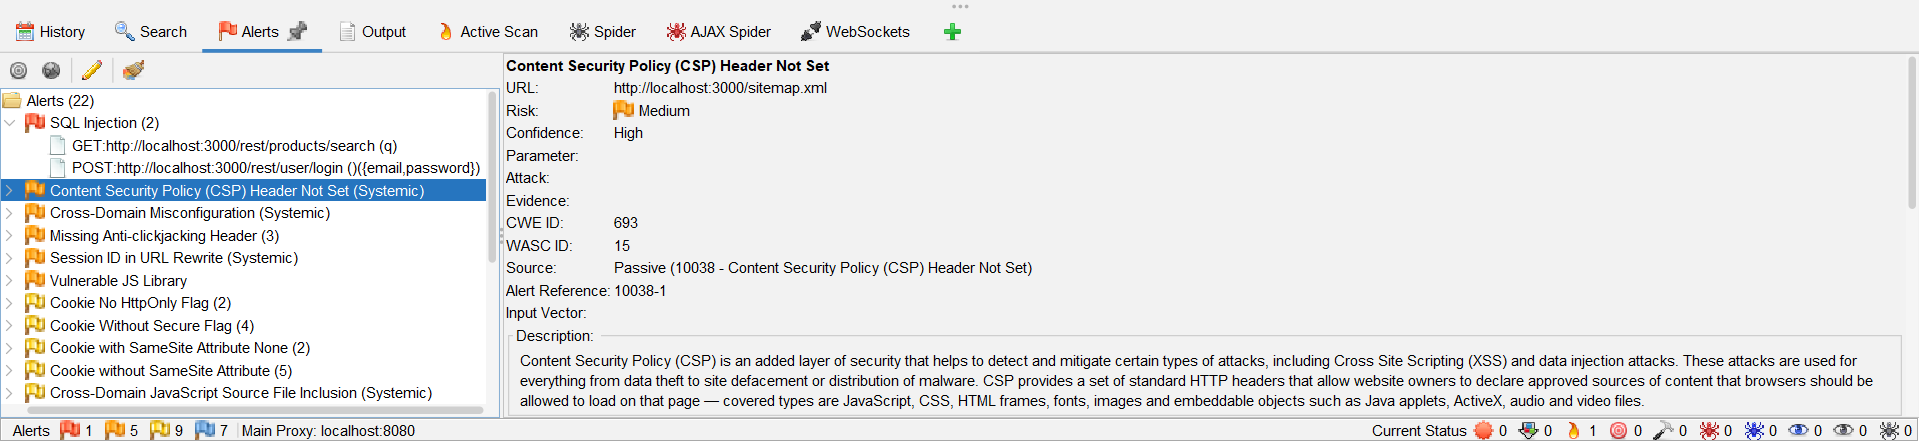 History Search Alerts Output Active Scan Spider AJAX Spider WebSockets
Alerts (22)
SQL Injection (2)
GET:http://localhost:3000/rest/products/search (q)
POST:http://localhost:3000/rest/user/login ()({email,password})
Content Security Policy (CSP) Header Not Set (Systemic)
Cross-Domain Misconfiguration (Systemic)
Missing Anti-clickjacking Header (3)
Session ID in URL Rewrite (Systemic)
Vulnerable JS Library
Cookie No HttpOnly Flag (2)
Cookie Without Secure Flag (4)
Cookie with SameSite Attribute None (2)
Cookie without SameSite Attribute (5)
Cross-Domain JavaScript Source File Inclusion (Systemic)
Content Security Policy (CSP) Header Not Set
URL: http://localhost:3000/sitemap.xml
Risk: Medium
Confidence: High
Parameter:
Attack:
Evidence:
CWE ID: 693
WASC ID: 15
Source: Passive (10038 - Content Security Policy (CSP) Header Not Set)
Alert Reference: 10038-1
Input Vector:
Description:
Content Security Policy (CSP) is an added layer of security that helps to detect and mitigate certain types of attacks, including Cross Site Scripting (XSS) and data injection attacks. These attacks are used for
everything from data theft to site defacement or distribution of malware. CSP provides a set of standard HTTP headers that allow website owners to declare approved sources of content that browsers should be
allowed to load on that page — covered types are JavaScript, CSS, HTML frames, fonts, images and embeddable objects such as Java applets, ActiveX, audio and video files.
Alerts 1 5 9 7 Main Proxy: localhost:8080 Current Status 0 0 1 0 0 0 0 0 0 0